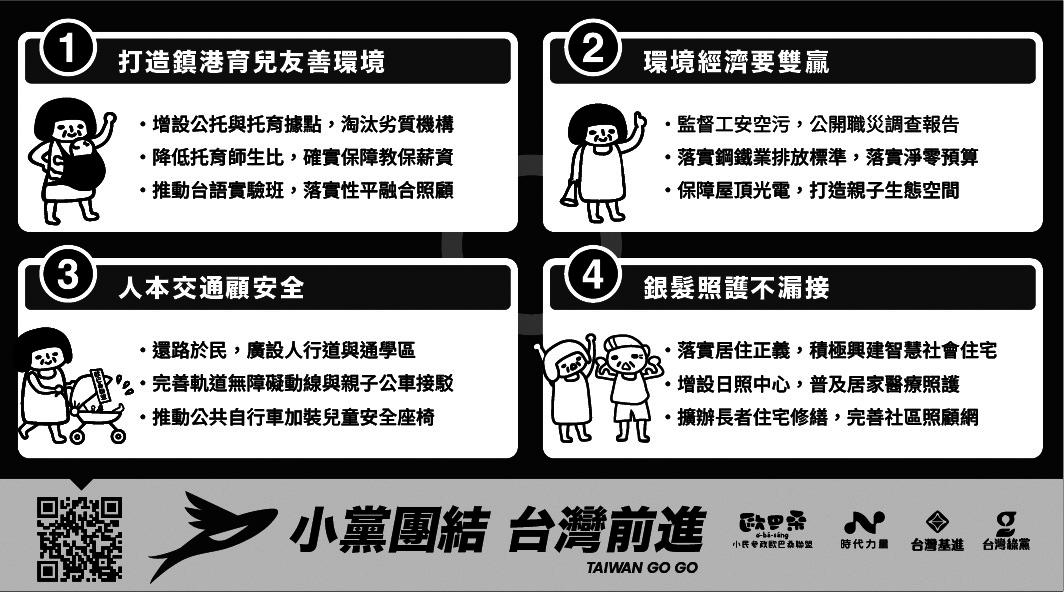 1
打造鎮港育兒友善環境
・增設公托與托育據點，淘汰劣質機構
・降低托育師生比，確實保障教保薪資
・推動台語實驗班，落實性平融合照顧
2
環境經濟要雙贏
・監督工安空污，公開職災調查報告
・落實鋼鐵業排放標準，落實淨零預算
・保障屋頂光電，打造親子生態空間
3
人本交通顧安全
・還路於民，廣設人行道與通學區
・完善軌道無障礙動線與親子公車接駁
・推動公共自行車加裝兒童安全座椅
4
銀髮照護不漏接
・落實居住正義，積極興建智慧社會住宅
・增設日照中心，普及居家醫療照護
・擴辦長者住宅修繕，完善社區照顧網
小黨團結 台灣前進
TAIWAN GO GO
歐巴桑
o-bá-sáng
小民參政歐巴桑聯盟
時代力量
台灣基進
台灣綠黨